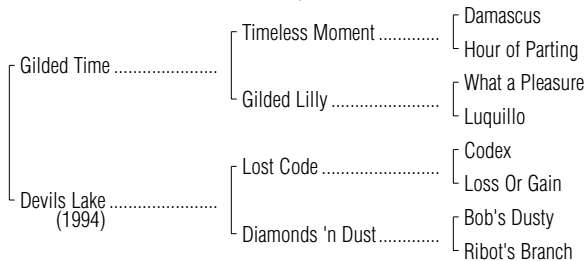 Damascus
Timeless Moment .............
Hour of Parting
Gilded Time ......................
What a Pleasure
Gilded Lilly .......................
Luquillo
Codex
Lost Code .........................
Loss Or Gain
Devils Lake ......................
(1994)
Bob's Dusty
Diamonds 'n Dust.............
Ribot's Branch